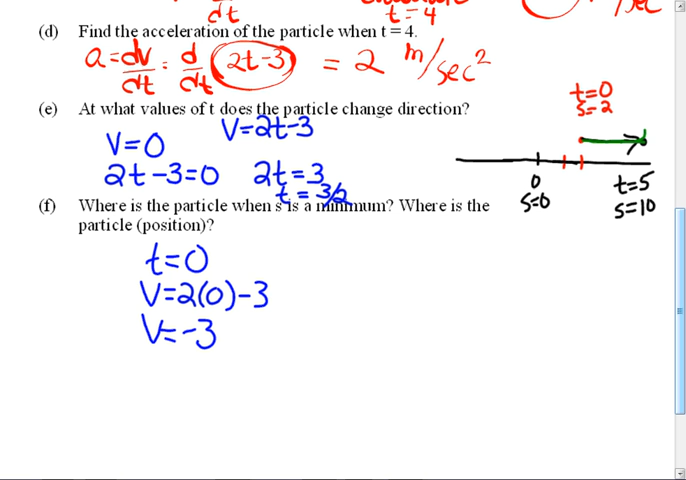 dt
t=4
sec
(d) Find the acceleration of the particle when t = 4.
a = dv/dt = d/dt (2t-3) = 2 m/sec²
(e) At what values of t does the particle change direction?
V=0
V=2t-3
2t-3=0
2t=3
t = 3/2
t=0
s=2
0
s=0
t=5
s=10
(f) Where is the particle when s is a minimum? Where is the
particle (position)?
t=0
V=2(0)-3
V=-3